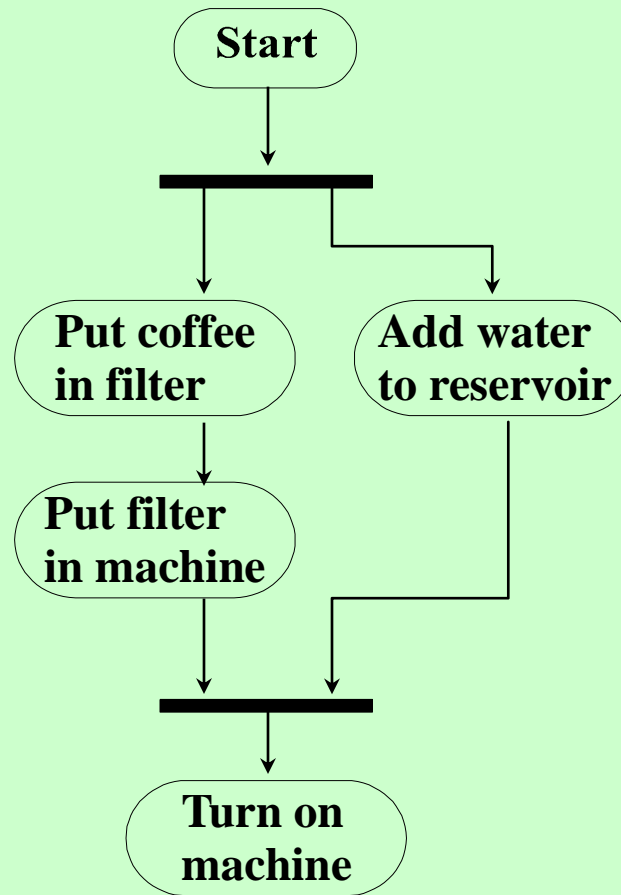 Start
Put coffee
in filter
Add water
to reservoir
Put filter
in machine
Turn on
machine